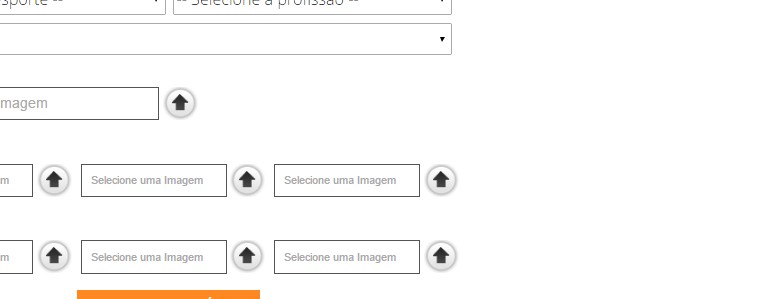 sporte --
-- Selecione a profissão --
magem
m
Selecione uma Imagem
Selecione uma Imagem
m
Selecione uma Imagem
Selecione uma Imagem